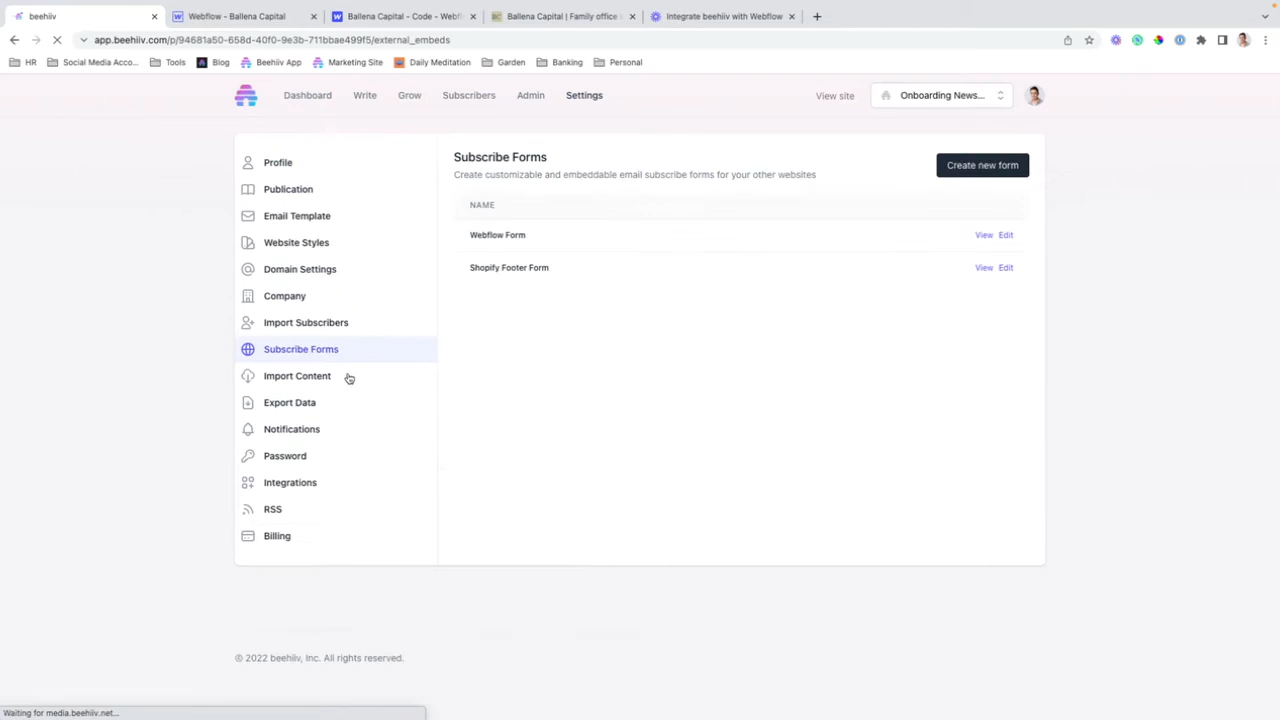 beehiiv
Webflow - Ballena Capital
Ballena Capital - Code - Webfl
Ballena Capital | Family office
Integrate beehiiv with Webflow
app.beehiiv.com/p/94681a50-658d-40f0-9e3b-711bbae499f5/external_embeds
HR
Social Media Acco...
Tools
Blog
Beehiiv App
Marketing Site
Daily Meditation
Garden
Banking
Personal
Dashboard
Write
Grow
Subscribers
Admin
Settings
View site
Onboarding News...
Profile
Publication
Email Template
Website Styles
Domain Settings
Company
Import Subscribers
Subscribe Forms
Import Content
Export Data
Notifications
Password
Integrations
RSS
Billing
Subscribe Forms
Create customizable and embeddable email subscribe forms for your other websites
Create new form
NAME
Webflow Form View Edit
Shopify Footer Form View Edit
© 2022 beehiiv, Inc. All rights reserved.
Waiting for media.beehiiv.net...